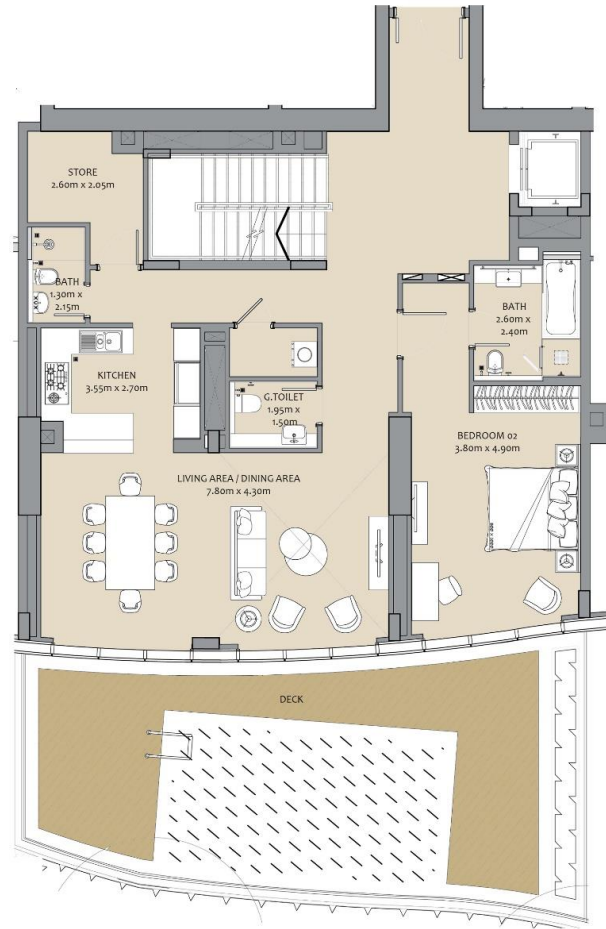 STORE
2.60m x 2.05m
BATH
1.30m x
2.15m
BATH
2.60m x
2.40m
KITCHEN
3.55m x 2.70m
G.TOILET
1.95m x
1.50m
BEDROOM 02
3.80m x 4.90m
LIVING AREA / DINING AREA
7.80m x 4.30m
DECK